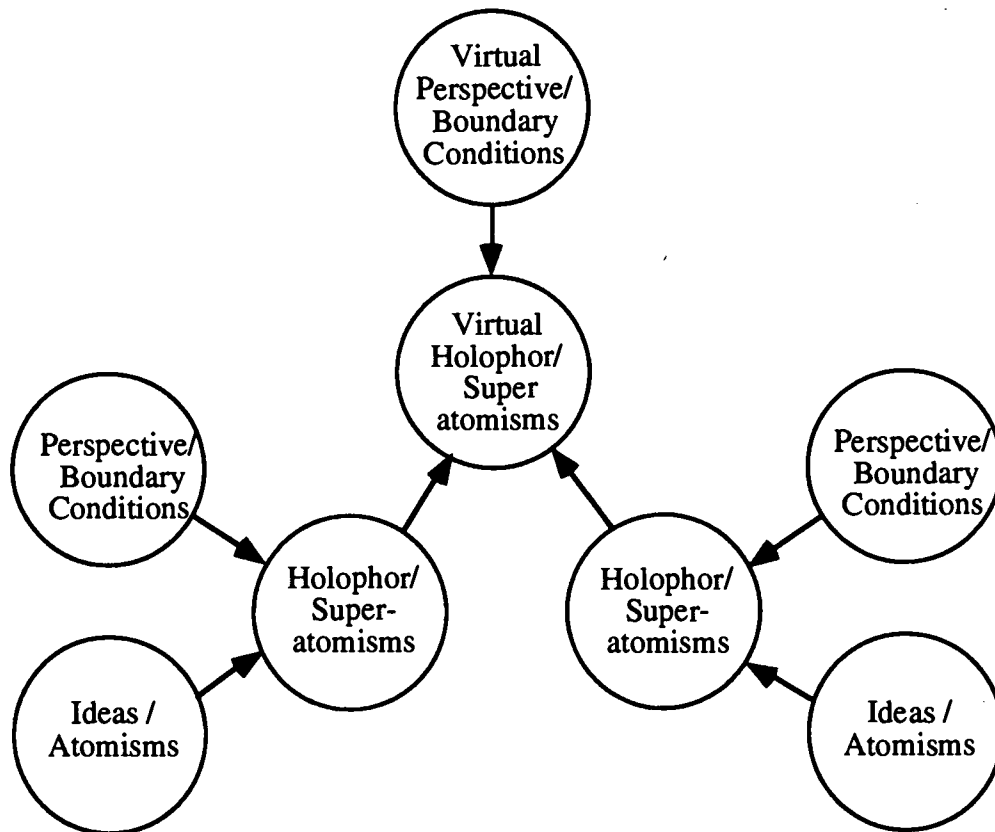 Virtual
Perspective/
Boundary
Conditions
Virtual
Holophor/
Super
atomisms
Perspective/
Boundary
Conditions
Perspective/
Boundary
Conditions
Holophor/
Super-
atomisms
Holophor/
Super-
atomisms
Ideas /
Atomisms
Ideas /
Atomisms